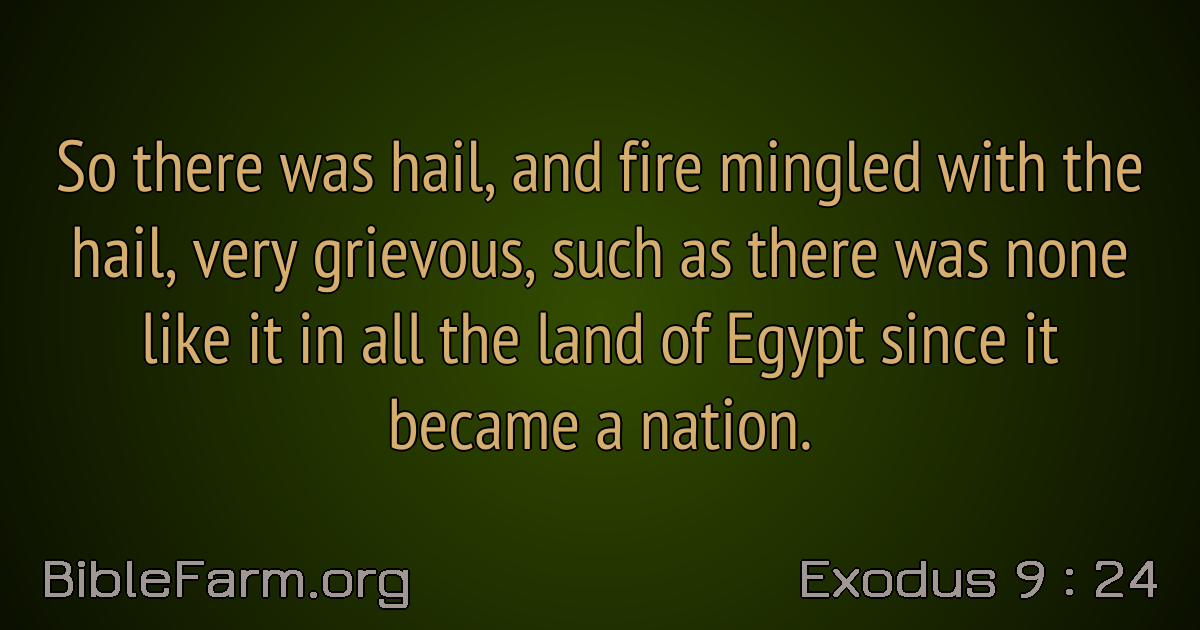 So there was hail, and fire mingled with the
hail, very grievous, such as there was none
like it in all the land of Egypt since it
became a nation.
BibleFarm.org
Exodus 9 : 24